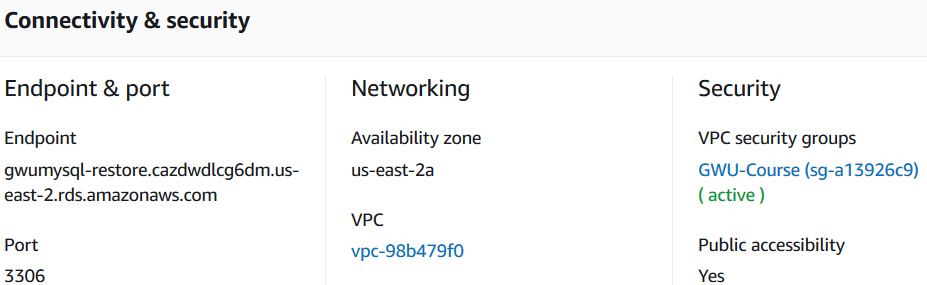 Connectivity & security
Endpoint & port
Endpoint
gwumysql-restore.cazdwdlcg6dm.us-
east-2.rds.amazonaws.com
Port
3306
Networking
Availability zone
us-east-2a
VPC
vpc-98b479f0
Security
VPC security groups
GWU-Course (sg-a13926c9)
( active )
Public accessibility
Yes